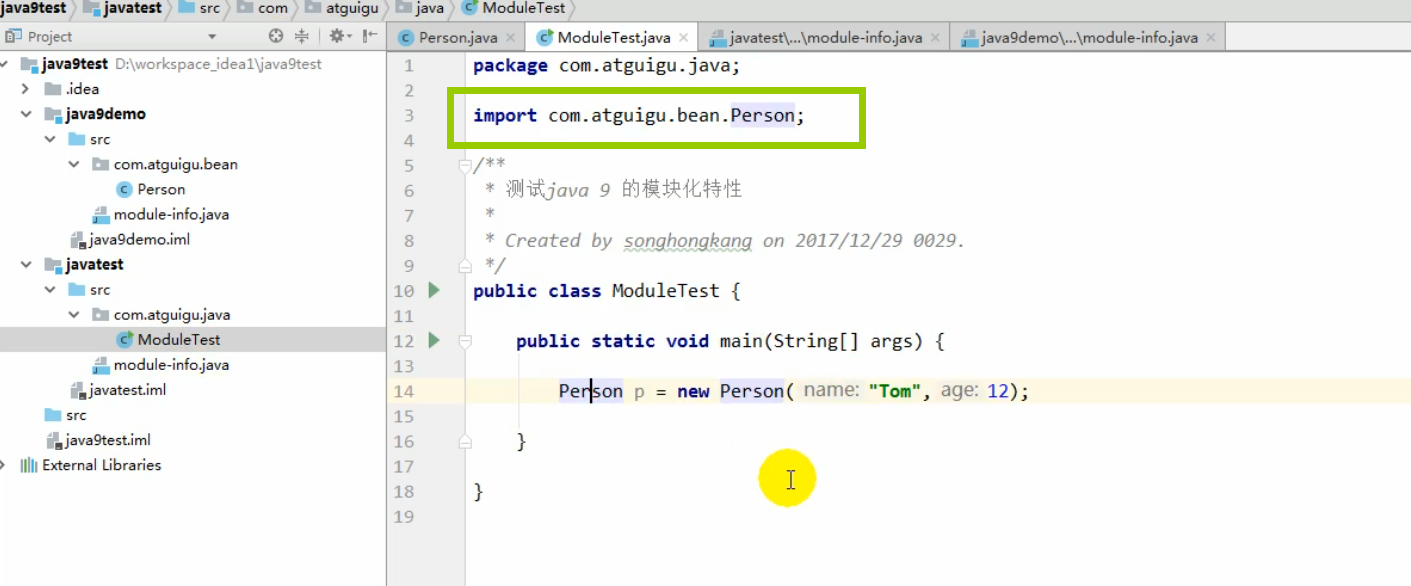 java9test javatest src com atguigu java ModuleTest
Project
Person.java ModuleTest.java javatest\...\module-info.java java9demo\...\module-info.java
java9test D:\workspace_idea1\java9test
.idea
java9demo
src
com.atguigu.bean
Person
module-info.java
java9demo.iml
javatest
src
com.atguigu.java
ModuleTest
module-info.java
javatest.iml
src
java9test.iml
External Libraries
1 package com.atguigu.java;
2
3 import com.atguigu.bean.Person;
4
5 /**
6 * 测试java 9 的模块化特性
7 *
8 * Created by songhongkang on 2017/12/29 0029.
9 */
10 public class ModuleTest {
11
12 public static void main(String[] args) {
13
14 Person p = new Person( name: "Tom", age: 12);
15
16 }
17
18 }
19